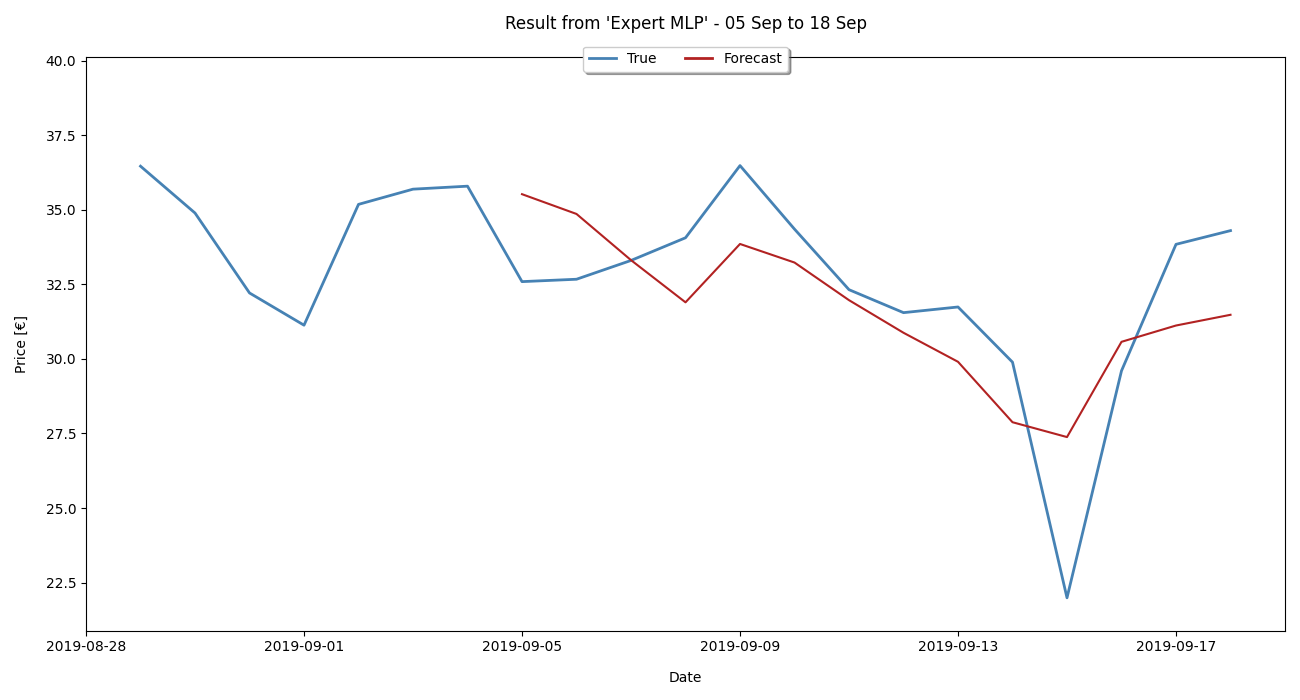 Result from 'Expert MLP' - 05 Sep to 18 Sep
True Forecast
40.0
37.5
35.0
32.5
30.0
27.5
25.0
22.5
Price [€]
2019-08-28 2019-09-01 2019-09-05 2019-09-09 2019-09-13 2019-09-17
Date